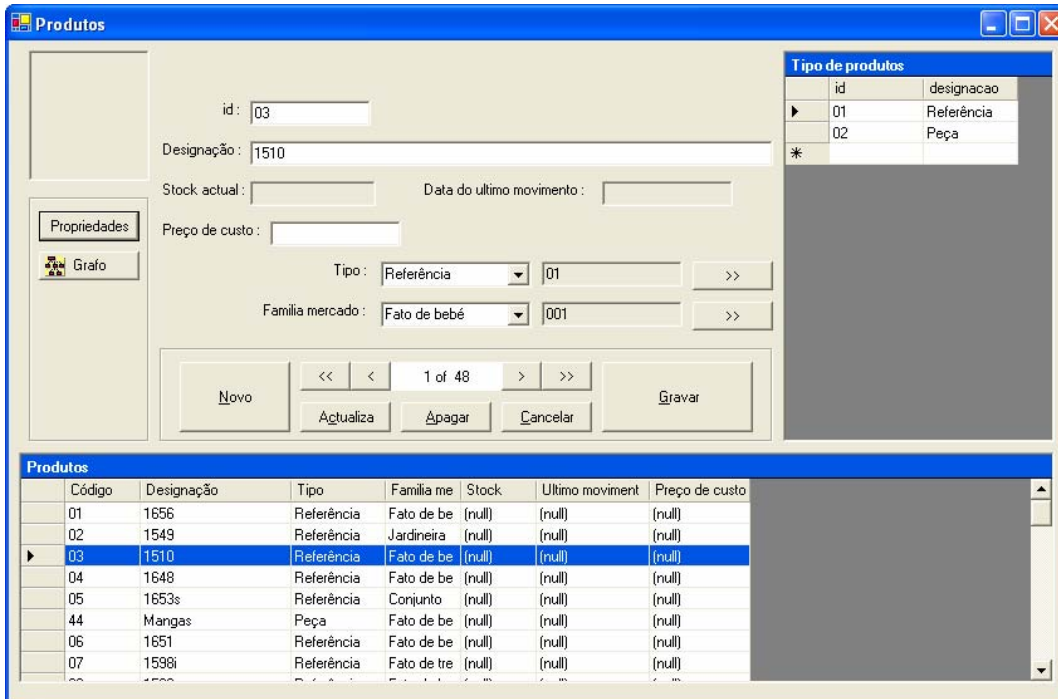 Produtos
id : 03
Designação : 1510
Stock actual : Data do ultimo movimento :
Preço de custo :
Tipo : Referência 01 >>
Familia mercado : Fato de bebé 001 >>
Propriedades
Grafo
Novo
<< < 1 of 48 > >>
Actualiza Apagar Cancelar
Gravar
Tipo de produtos
id designacao
01 Referência
02 Peça
Produtos
Código Designação Tipo Familia me Stock Ultimo moviment Preço de custo
01 1656 Referência Fato de be (null) (null) (null)
02 1549 Referência Jardineira (null) (null) (null)
03 1510 Referência Fato de be (null) (null) (null)
04 1648 Referência Fato de be (null) (null) (null)
05 1653s Referência Conjunto (null) (null) (null)
44 Mangas Peça Fato de be (null) (null) (null)
06 1651 Referência Fato de be (null) (null) (null)
07 1598i Referência Fato de tre (null) (null) (null)